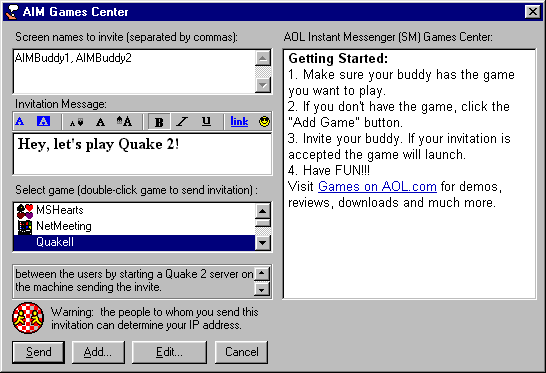 AIM Games Center
Screen names to invite (separated by commas):
AIMBuddy1, AIMBuddy2
Invitation Message:
A A A A A B I U link
Hey, let's play Quake 2!
Select game (double-click game to send invitation) :
MSHearts
NetMeeting
QuakeII
between the users by starting a Quake 2 server on
the machine sending the invite.
Warning: the people to whom you send this
invitation can determine your IP address.
Send Add... Edit... Cancel
AOL Instant Messenger (SM) Games Center:
Getting Started:
1. Make sure your buddy has the game
you want to play.
2. If you don't have the game, click the
"Add Game" button.
3. Invite your buddy. If your invitation is
accepted the game will launch.
4. Have FUN!!!
Visit Games on AOL.com for demos,
reviews, downloads and much more.